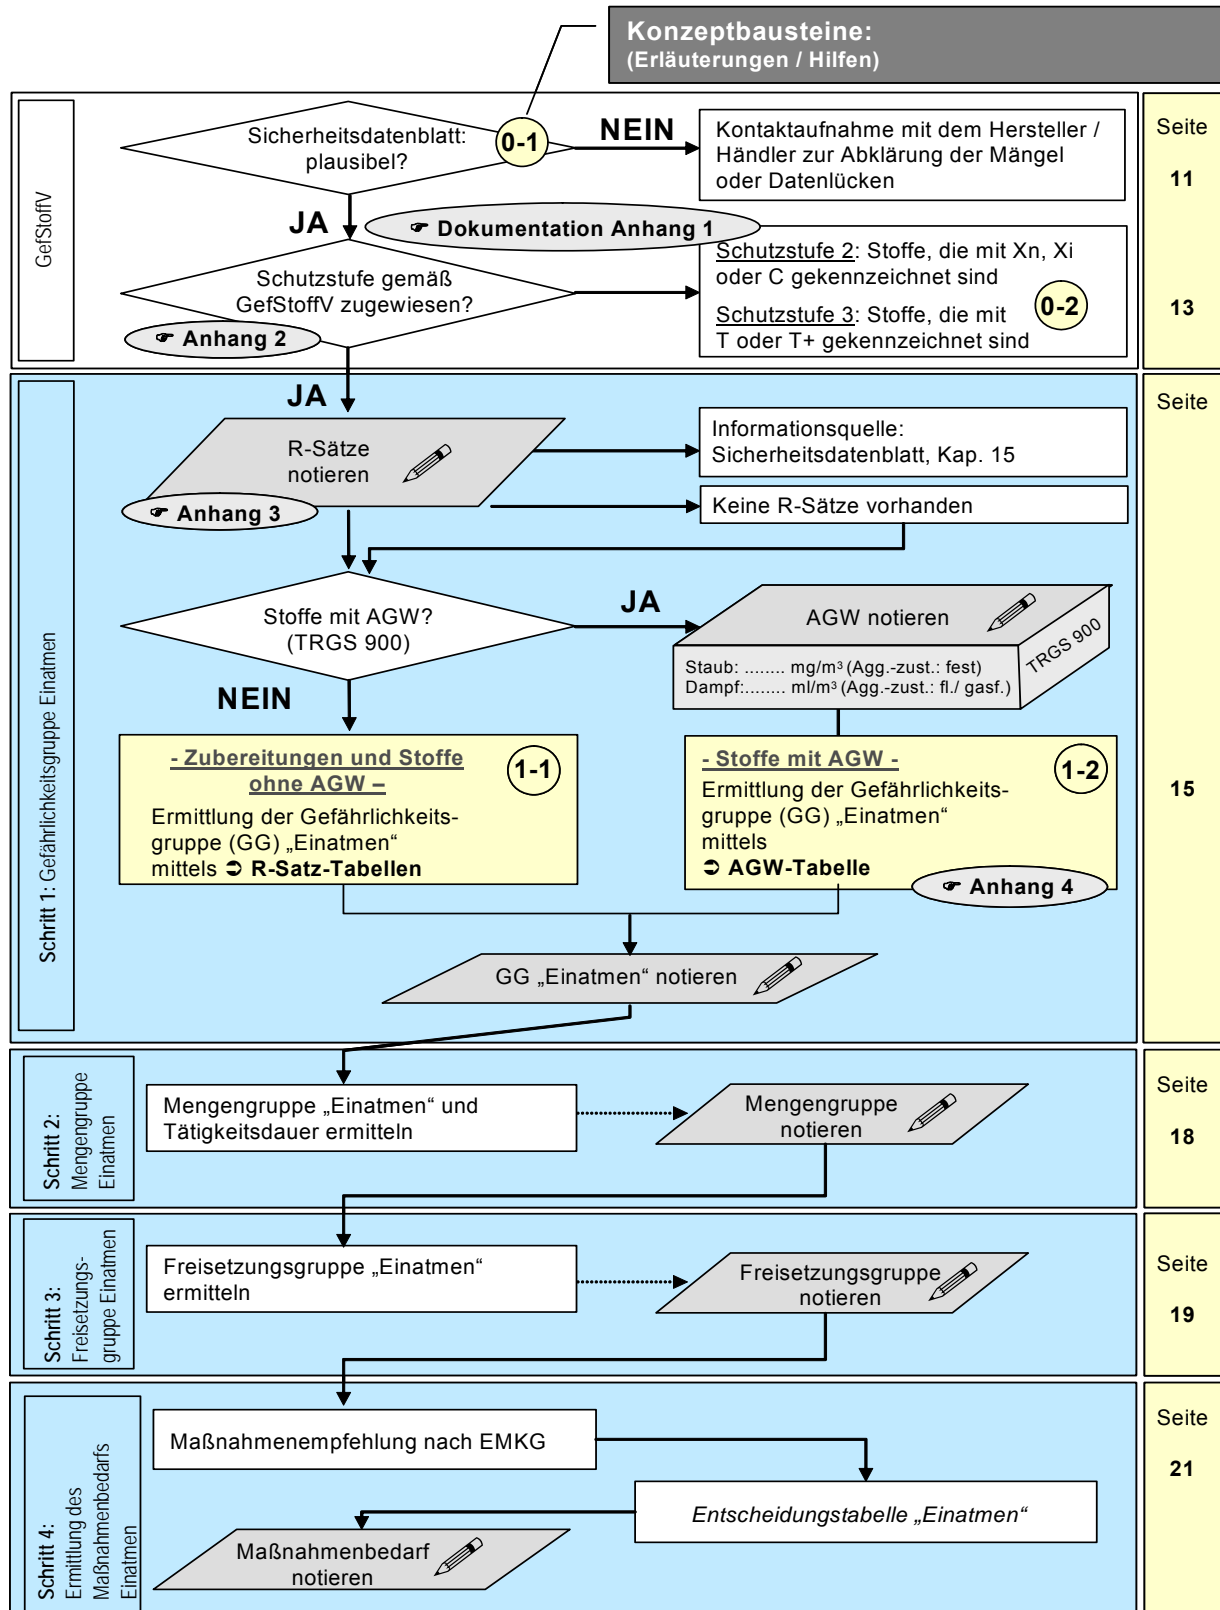 Konzeptbausteine:
(Erläuterungen / Hilfen)
GefStoffV
Sicherheitsdatenblatt:
plausibel?
0-1
NEIN
Kontaktaufnahme mit dem Hersteller /
Händler zur Abklärung der Mängel
oder Datenlücken
Seite
11
JA
☞ Dokumentation Anhang 1
Schutzstufe gemäß
GefStoffV zugewiesen?
☞ Anhang 2
Schutzstufe 2: Stoffe, die mit Xn, Xi
oder C gekennzeichnet sind
Schutzstufe 3: Stoffe, die mit
T oder T+ gekennzeichnet sind
0-2
13
Schritt 1: Gefährlichkeitsgruppe Einatmen
JA
R-Sätze
notieren
☞ Anhang 3
Informationsquelle:
Sicherheitsdatenblatt, Kap. 15
Keine R-Sätze vorhanden
Seite
Stoffe mit AGW?
(TRGS 900)
JA
AGW notieren
TRGS 900
Staub: ........ mg/m³ (Agg.-zust.: fest)
Dampf:........ ml/m³ (Agg.-zust.: fl./ gasf.)
NEIN
- Zubereitungen und Stoffe
ohne AGW –
1-1
Ermittlung der Gefährlichkeits-
gruppe (GG) „Einatmen“
mittels ➲ R-Satz-Tabellen
- Stoffe mit AGW -
1-2
Ermittlung der Gefährlichkeits-
gruppe (GG) „Einatmen“
mittels
➲ AGW-Tabelle
☞ Anhang 4
15
GG „Einatmen“ notieren
Schritt 2:
Mengengruppe
Einatmen
Mengengruppe „Einatmen“ und
Tätigkeitsdauer ermitteln
Mengengruppe
notieren
Seite
18
Schritt 3:
Freisetzungs-
gruppe Einatmen
Freisetzungsgruppe „Einatmen“
ermitteln
Freisetzungsgruppe
notieren
Seite
19
Schritt 4:
Ermittlung des
Maßnahmenbedarfs
Einatmen
Maßnahmenempfehlung nach EMKG
Entscheidungstabelle „Einatmen“
Maßnahmenbedarf
notieren
Seite
21